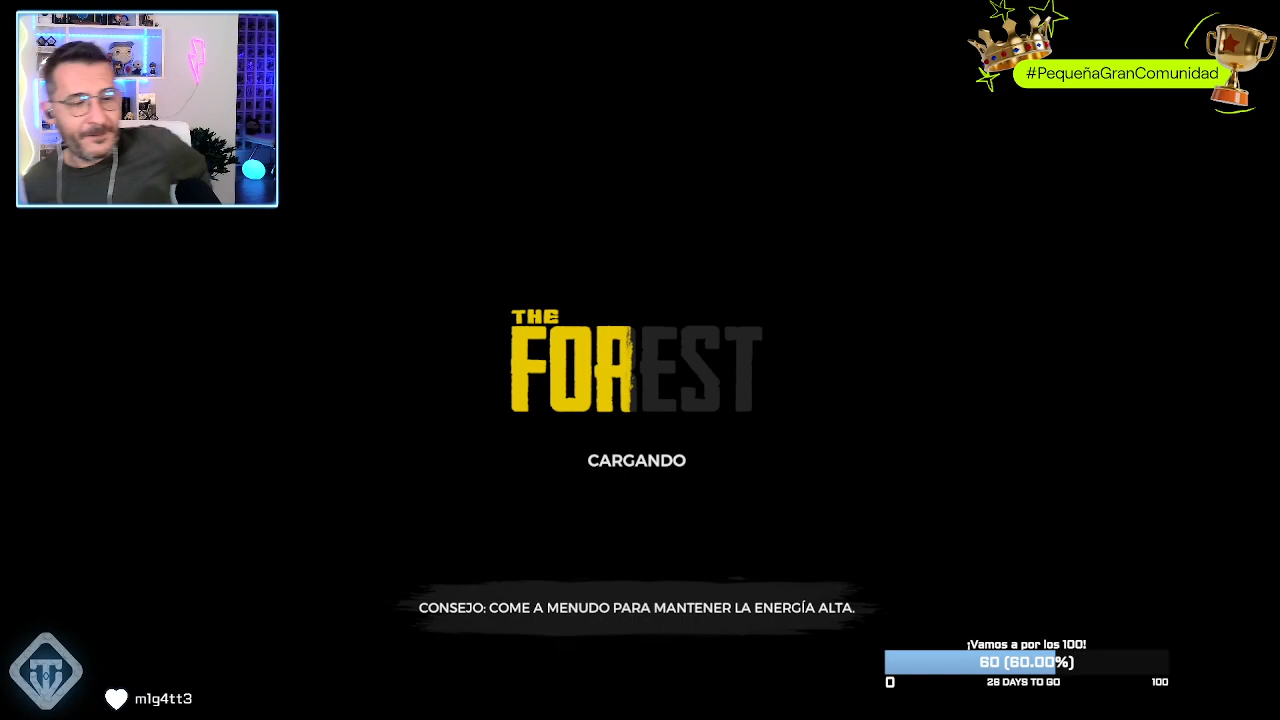 #PequeñaGranComunidad
THE
FOREST
CARGANDO
CONSEJO: COME A MENUDO PARA MANTENER LA ENERGÍA ALTA.
¡Vamos a por los 100!
60 (60.00%)
0
26 DAYS TO GO
100
m1g4tt3